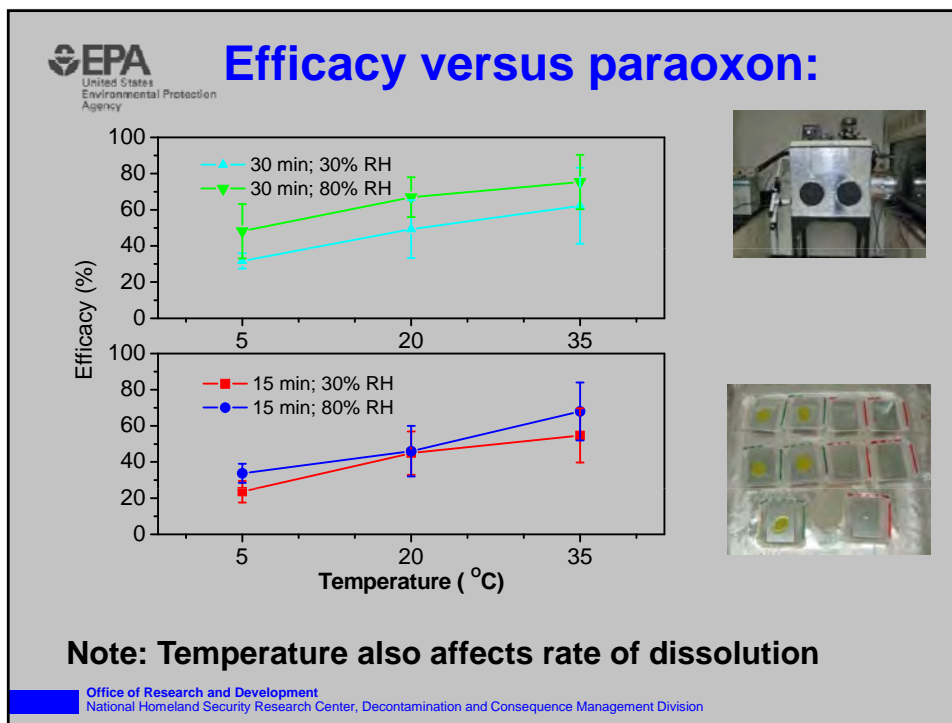 EPA
United States
Environmental Protection
Agency
Efficacy versus paraoxon:
Efficacy (%)
100
80
60
40
20
0
30 min; 30% RH
30 min; 80% RH
5
20
35
100
80
60
40
20
0
15 min; 30% RH
15 min; 80% RH
5
20
35
Temperature ( °C)
Note: Temperature also affects rate of dissolution
Office of Research and Development
National Homeland Security Research Center, Decontamination and Consequence Management Division